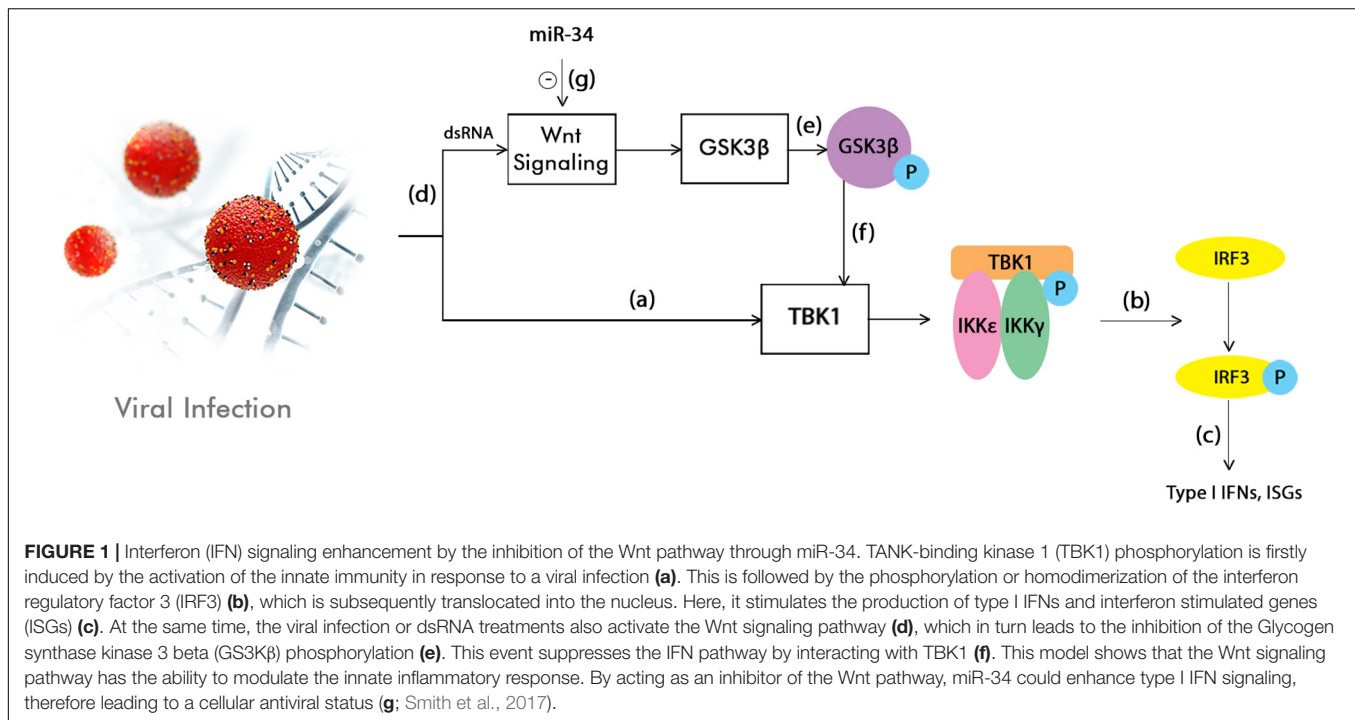 miR-34
(g)
dsRNA
Wnt
Signaling
GSK3β
(e)
GSK3β
P
(d)
(f)
(a)
TBK1
TBK1
P
IKKε IKKγ
(b)
IRF3
IRF3 P
(c)
Type I IFNs, ISGs
Viral Infection
FIGURE 1 | Interferon (IFN) signaling enhancement by the inhibition of the Wnt pathway through miR-34. TANK-binding kinase 1 (TBK1) phosphorylation is firstly
induced by the activation of the innate immunity in response to a viral infection (a). This is followed by the phosphorylation or homodimerization of the interferon
regulatory factor 3 (IRF3) (b), which is subsequently translocated into the nucleus. Here, it stimulates the production of type I IFNs and interferon stimulated genes
(ISGs) (c). At the same time, the viral infection or dsRNA treatments also activate the Wnt signaling pathway (d), which in turn leads to the inhibition of the Glycogen
synthase kinase 3 beta (GS3Kβ) phosphorylation (e). This event suppresses the IFN pathway by interacting with TBK1 (f). This model shows that the Wnt signaling
pathway has the ability to modulate the innate inflammatory response. By acting as an inhibitor of the Wnt pathway, miR-34 could enhance type I IFN signaling,
therefore leading to a cellular antiviral status (g; Smith et al., 2017).